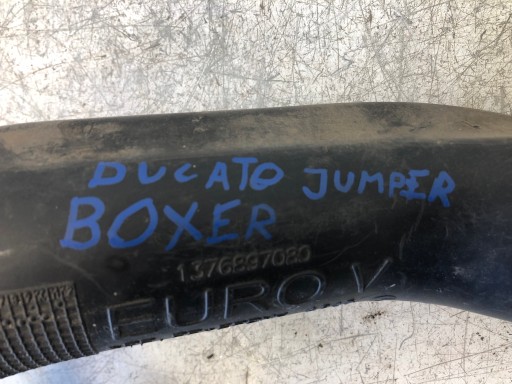 DUCATO JUMPER
BOXER
1376897080
EURO V